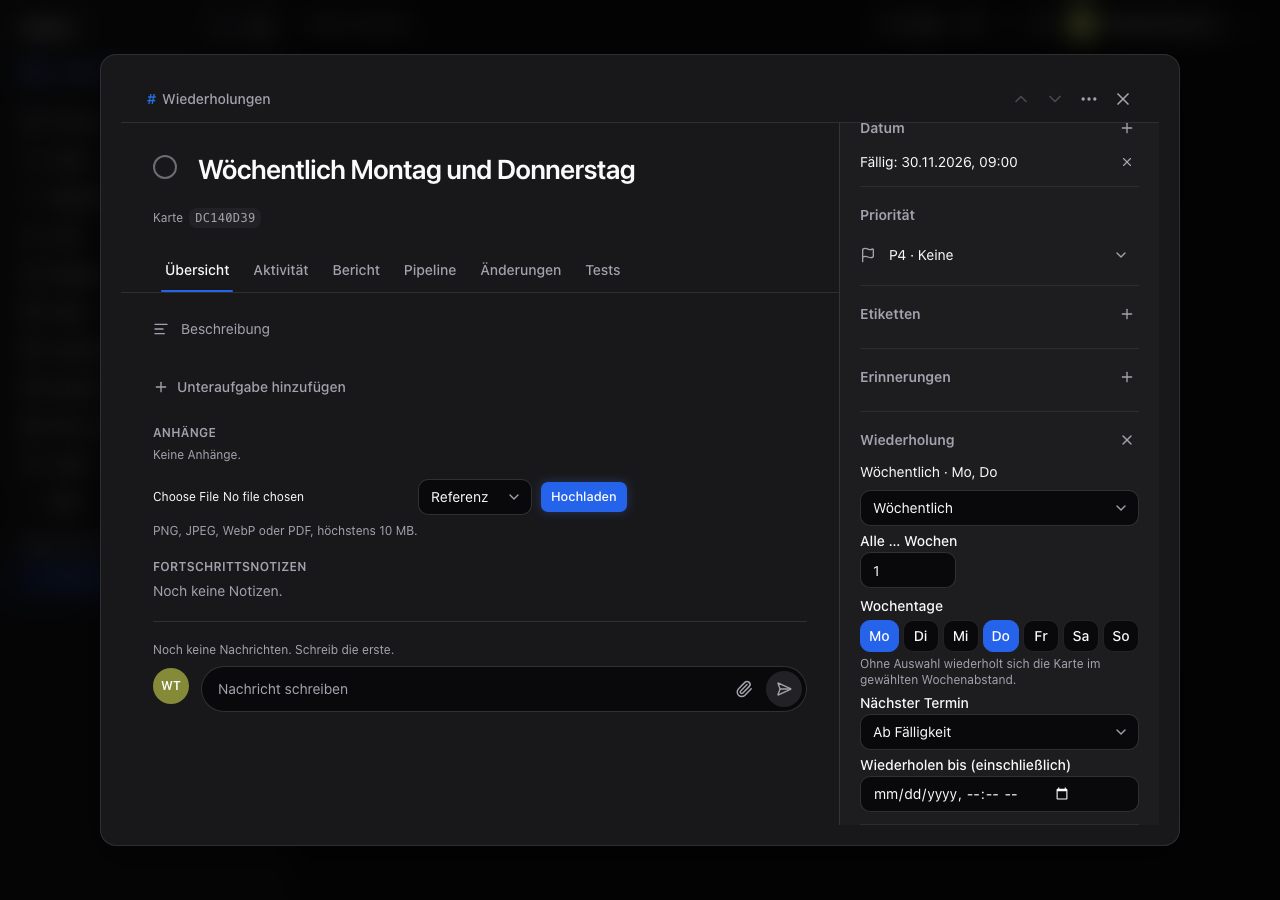 # Wiederholungen
Wöchentlich Montag und Donnerstag
Karte DC140D39
Übersicht Aktivität Bericht Pipeline Änderungen Tests
Beschreibung
Unteraufgabe hinzufügen
ANHÄNGE
Keine Anhänge.
Choose File No file chosen
Referenz
Hochladen
PNG, JPEG, WebP oder PDF, höchstens 10 MB.
FORTSCHRITTSNOTIZEN
Noch keine Notizen.
Noch keine Nachrichten. Schreib die erste.
WT
Nachricht schreiben
Datum
Fällig: 30.11.2026, 09:00
Priorität
P4 · Keine
Etiketten
Erinnerungen
Wiederholung
Wöchentlich · Mo, Do
Wöchentlich
Alle … Wochen
1
Wochentage
Mo Di Mi Do Fr Sa So
Ohne Auswahl wiederholt sich die Karte im
gewählten Wochenabstand.
Nächster Termin
Ab Fälligkeit
Wiederholen bis (einschließlich)
mm/dd/yyyy, --:-- --